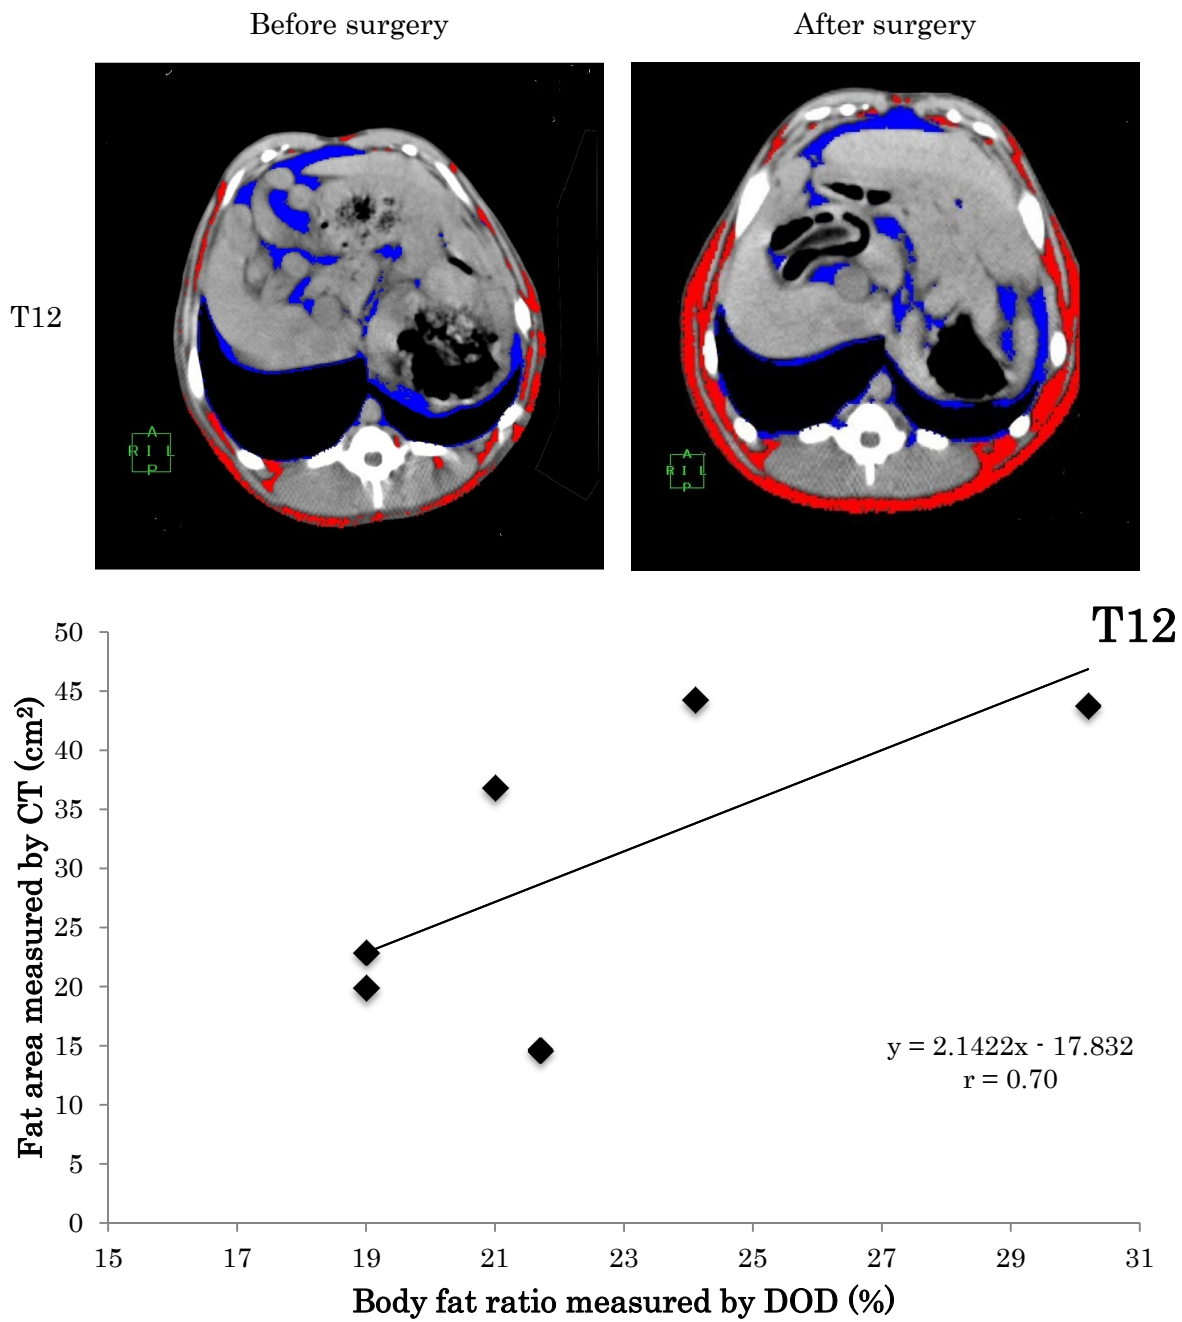 Before surgery
After surgery
T12
A
R I L
P
A
R I L
P
T12
Fat area measured by CT (cm²)
50
45
40
35
30
25
20
15
10
5
0
y = 2.1422x - 17.832
r = 0.70
15 17 19 21 23 25 27 29 31
Body fat ratio measured by DOD (%)